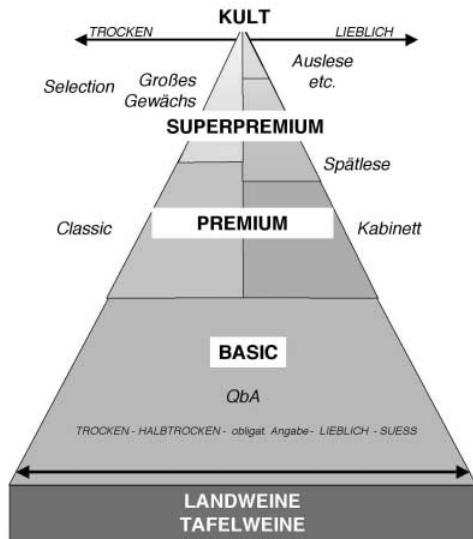 KULT
TROCKEN LIEBLICH
Selection
Großes
Gewächs
Auslese
etc.
SUPERPREMIUM
Spätlese
Classic
PREMIUM
Kabinett
BASIC
QbA
TROCKEN - HALBTROCKEN - obligat. Angabe - LIEBLICH - SUESS
LANDWEINE
TAFELWEINE